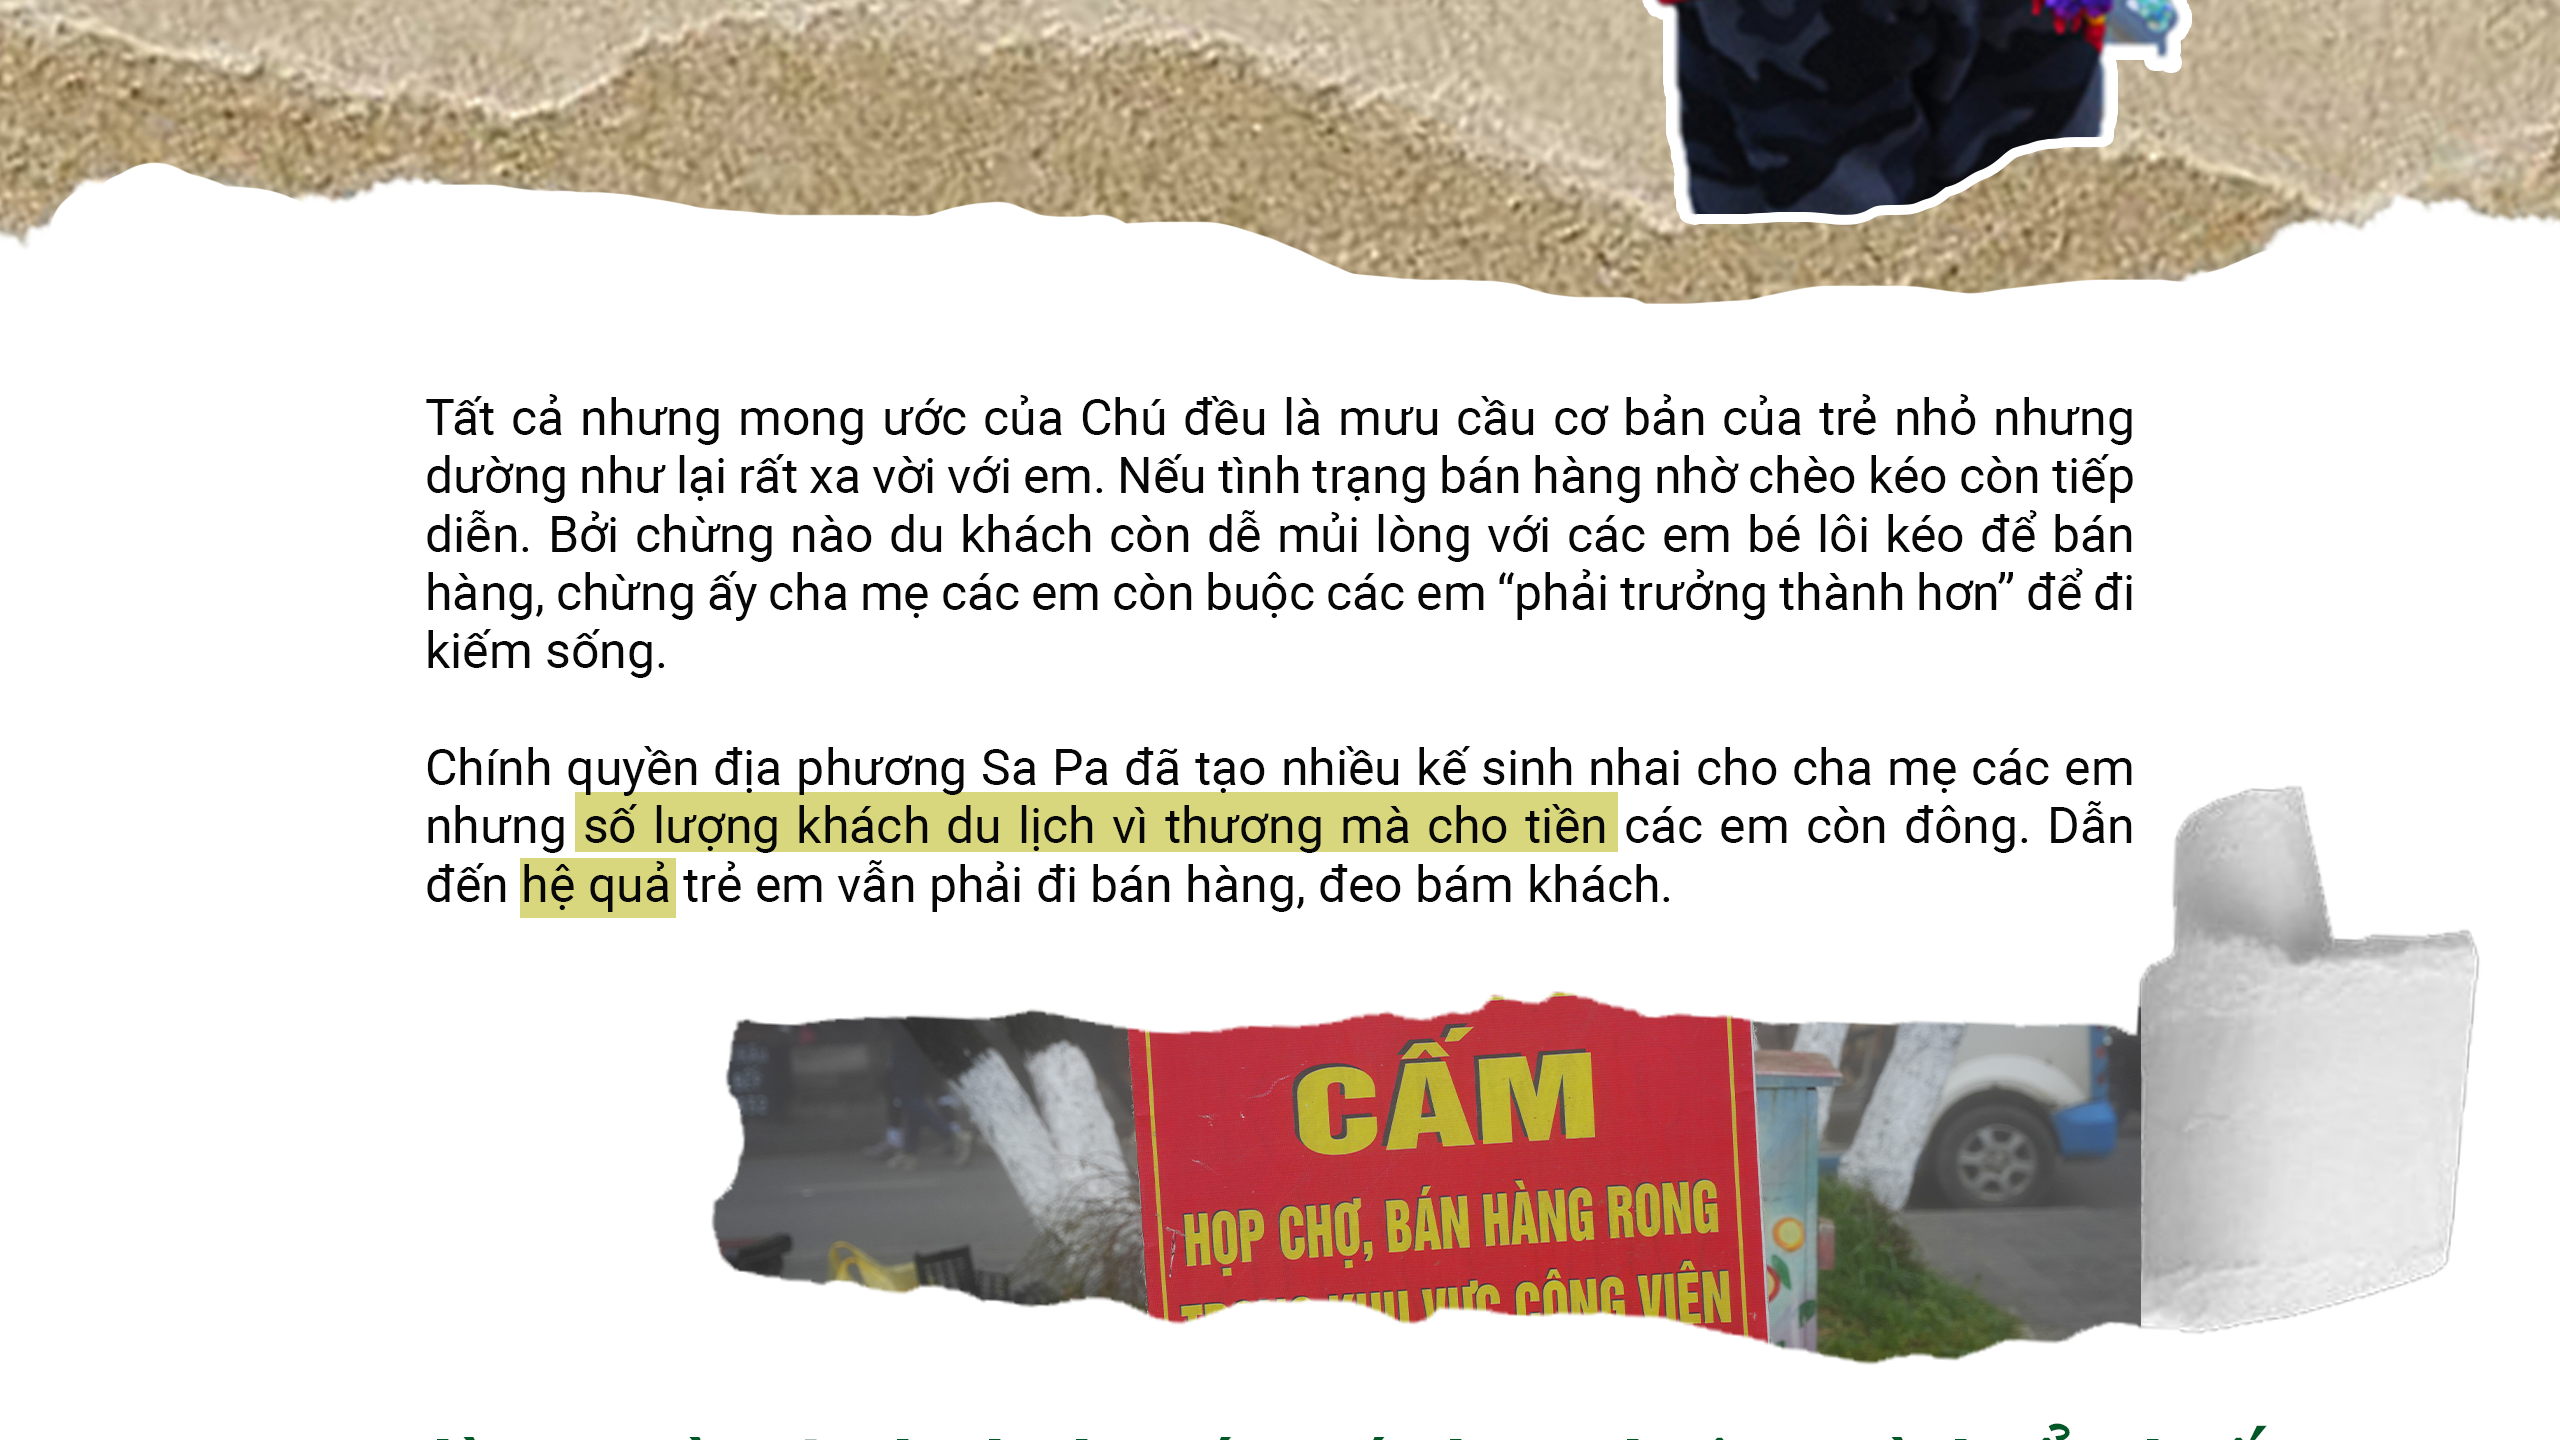 Tất cả nhưng mong ước của Chú đều là mưu cầu cơ bản của trẻ nhỏ nhưng
dường như lại rất xa vời với em. Nếu tình trạng bán hàng nhờ chèo kéo còn tiếp
diễn. Bởi chừng nào du khách còn dễ mủi lòng với các em bé lôi kéo để bán
hàng, chừng ấy cha mẹ các em còn buộc các em “phải trưởng thành hơn” để đi
kiếm sống.
Chính quyền địa phương Sa Pa đã tạo nhiều kế sinh nhai cho cha mẹ các em
nhưng số lượng khách du lịch vì thương mà cho tiền các em còn đông. Dẫn
đến hệ quả trẻ em vẫn phải đi bán hàng, đeo bám khách.
CẤM
HỌP CHỢ, BÁN HÀNG RONG
TRONG KHU VỰC CÔNG VIÊN